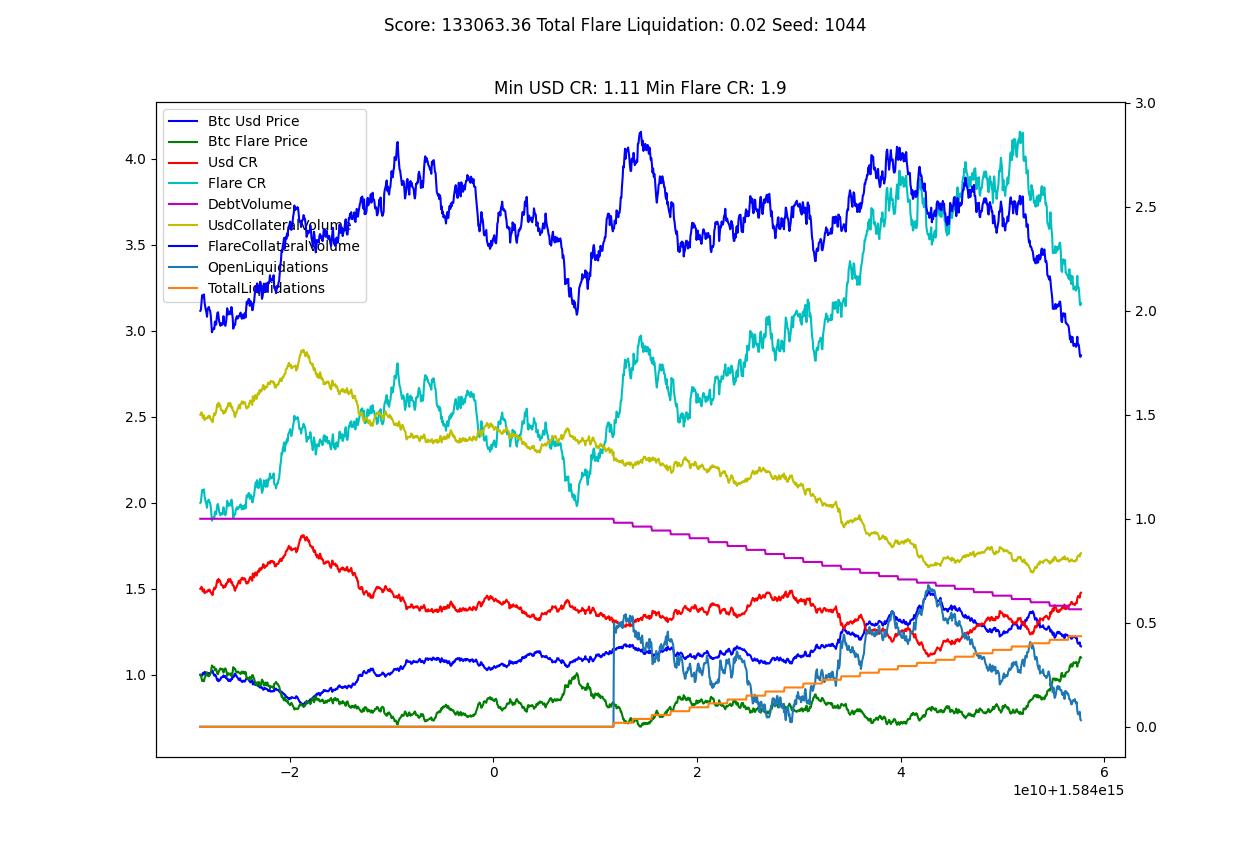 Score: 133063.36 Total Flare Liquidation: 0.02 Seed: 1044
Min USD CR: 1.11 Min Flare CR: 1.9
Btc Usd Price
Btc Flare Price
Usd CR
Flare CR
DebtVolume
UsdCollateralVolume
FlareCollateralVolume
OpenLiquidations
TotalLiquidations
4.0
3.5
3.0
2.5
2.0
1.5
1.0
3.0
2.5
2.0
1.5
1.0
0.5
0.0
−2
0
2
4
6
1e10+1.584e15